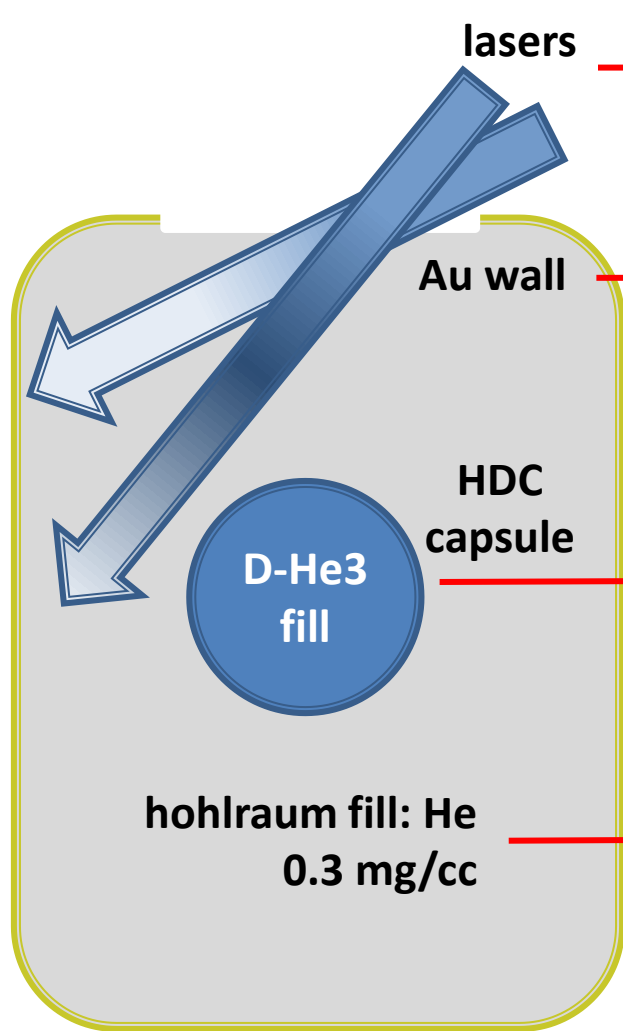 lasers
Au wall
HDC
capsule
D-He3
fill
hohlraum fill: He
0.3 mg/cc